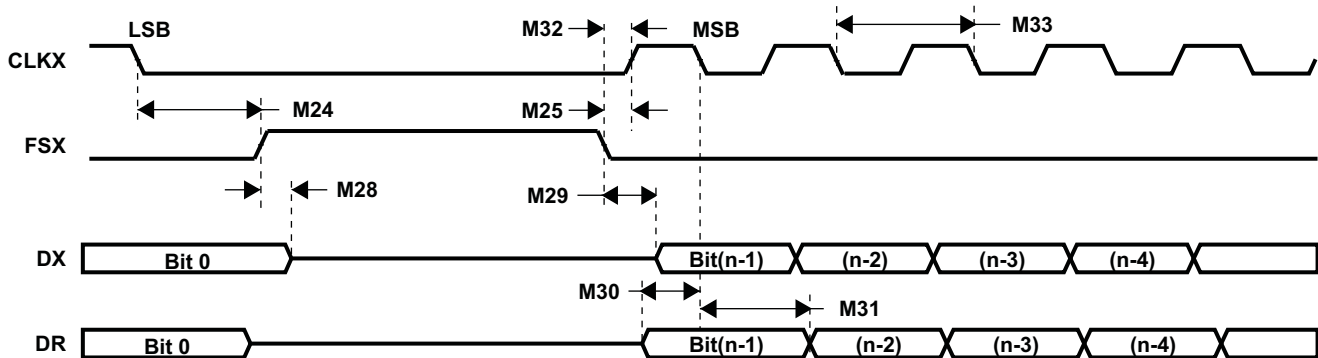 LSB
M32
MSB
M33
CLKX
M24
M25
FSX
M28
M29
DX
Bit 0
Bit(n-1)
(n-2)
(n-3)
(n-4)
M30
M31
DR
Bit 0
Bit(n-1)
(n-2)
(n-3)
(n-4)